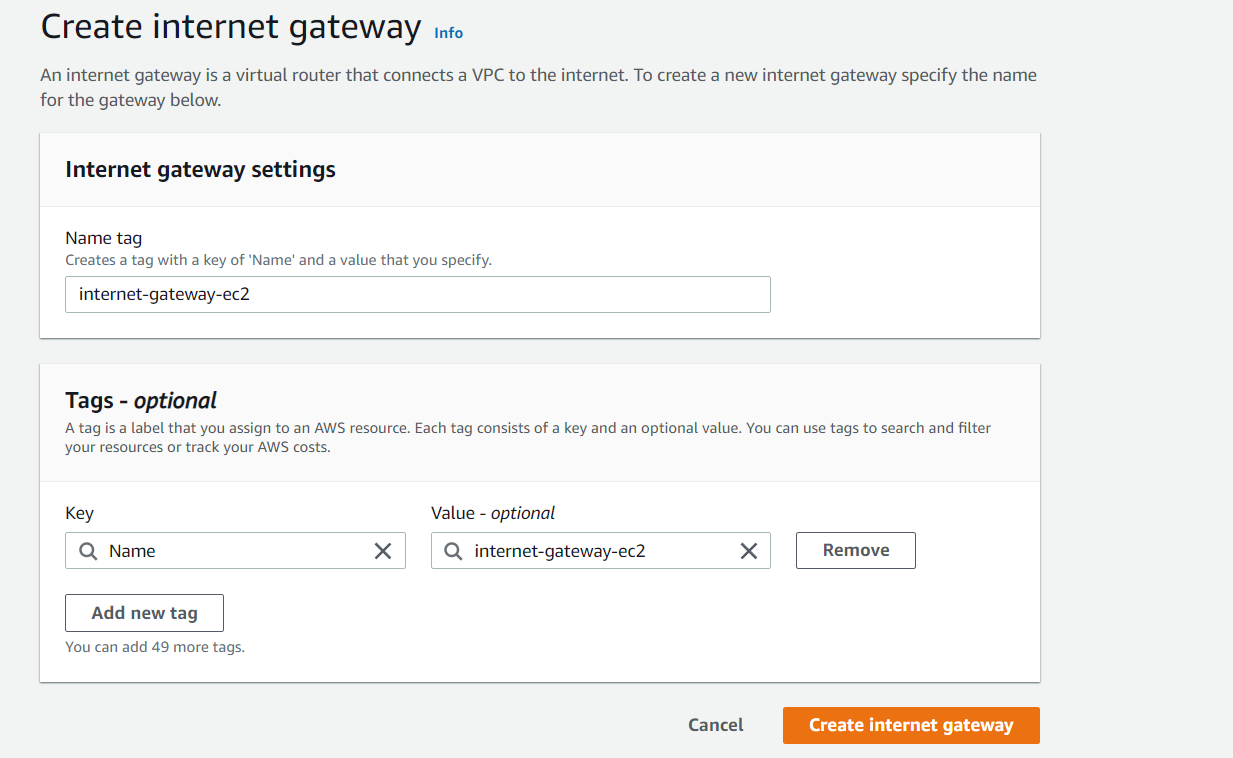 Create internet gateway Info
An internet gateway is a virtual router that connects a VPC to the internet. To create a new internet gateway specify the name
for the gateway below.
Internet gateway settings
Name tag
Creates a tag with a key of 'Name' and a value that you specify.
internet-gateway-ec2
Tags - optional
A tag is a label that you assign to an AWS resource. Each tag consists of a key and an optional value. You can use tags to search and filter
your resources or track your AWS costs.
Key
Value - optional
Name
internet-gateway-ec2
Remove
Add new tag
You can add 49 more tags.
Cancel
Create internet gateway